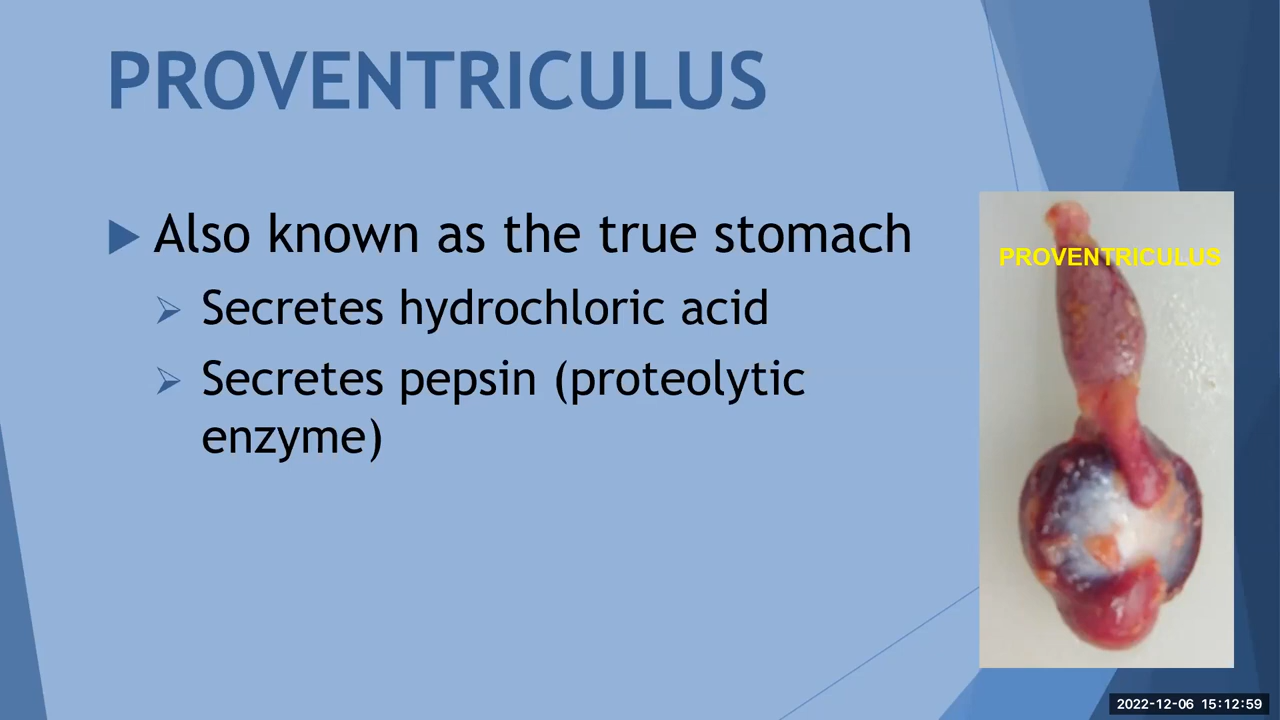 PROVENTRICULUS
Also known as the true stomach
Secretes hydrochloric acid
Secretes pepsin (proteolytic
enzyme)
PROVENTRICULUS
2022-12-06 15:12:59